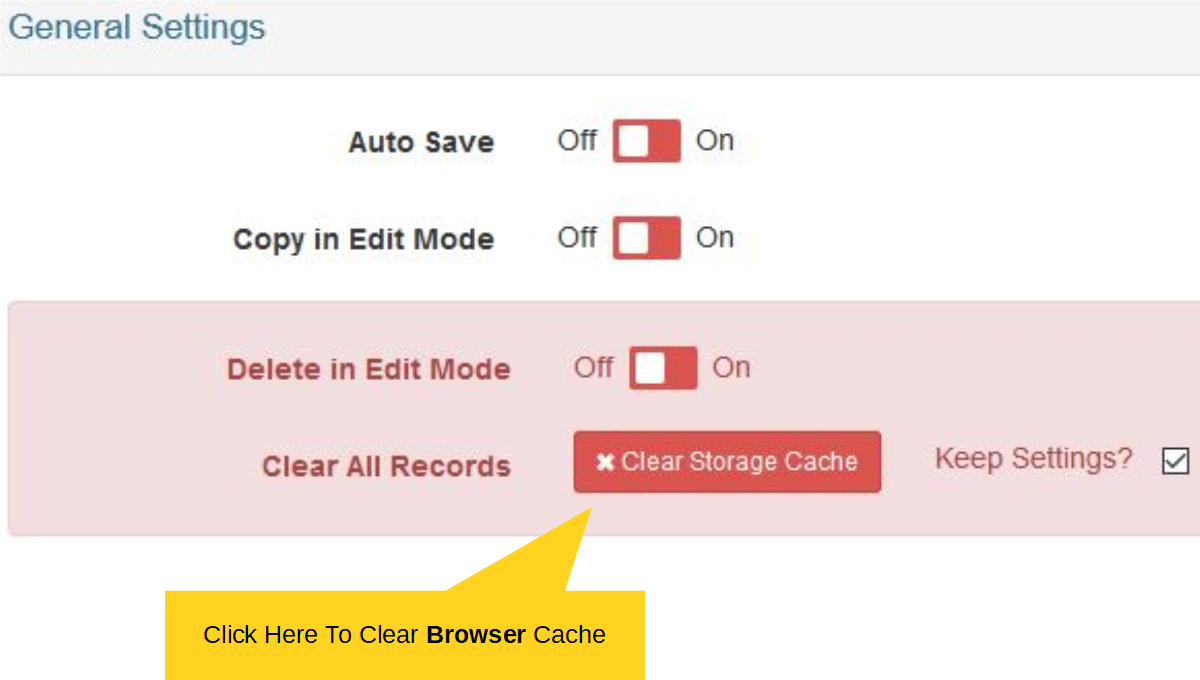 General Settings
Auto Save Off On
Copy in Edit Mode Off On
Delete in Edit Mode Off On
Clear All Records ✖ Clear Storage Cache Keep Settings?
Click Here To Clear Browser Cache